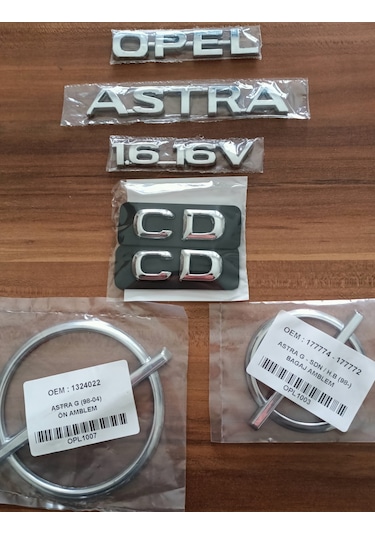 OPEL
ASTRA
1.6 16V
CD
CD
OEM : 1324022
ASTRA G (98-04)
ÖN AMBLEM
OPL1007
OEM : 177774 - 177772
ASTRA G - SDN / H.B (98-)
BAGAJ AMBLEM
OPL1003